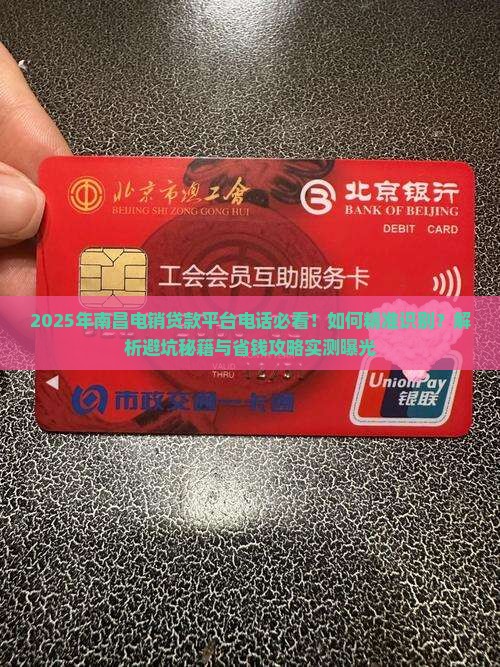 北京市总工会
BEIJING SHI ZONG GONG HUI
北京银行
BANK OF BEIJING
DEBIT CARD
工会会员互助服务卡
2025年南昌电销贷款平台电话必看！如何精准识别？解
析避坑秘籍与省钱攻略实测曝光
VALID
THRU
市政交通一卡通
UnionPay
银联